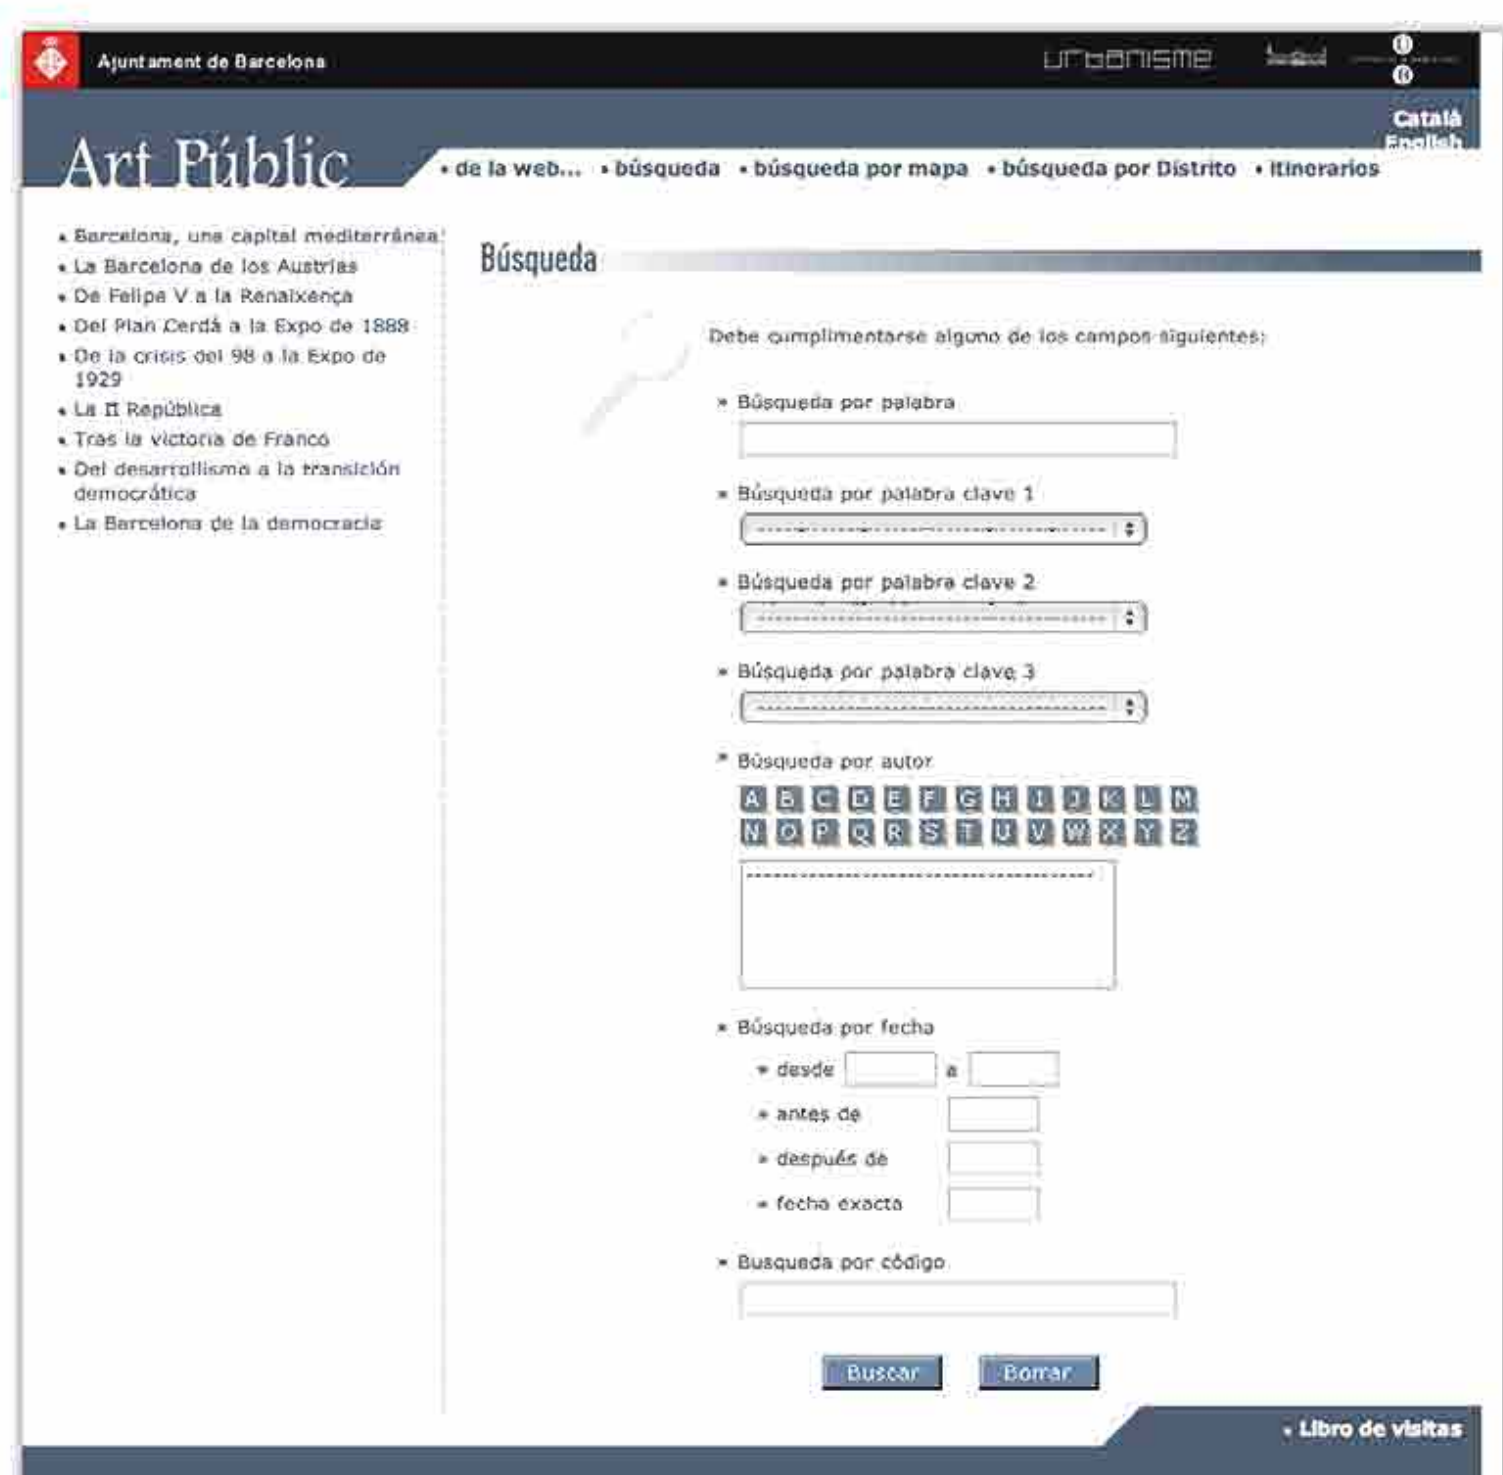 Ajuntament de Barcelona
urbanisme
Català
English
Art Públic
• de la web... • búsqueda • búsqueda por mapa • búsqueda por Distrito • Itinerarios
• Barcelona, una capital mediterránea
• La Barcelona de los Austrias
• De Felipe V a la Renaixença
• Del Plan Cerdá a la Expo de 1888
• De la crisis del 98 a la Expo de
1929
• La II República
• Tras la victoria de Franco
• Del desarrollismo a la transición
democrática
• La Barcelona de la democracia
Búsqueda
Debe cumplimentarse alguno de los campos siguientes:
» Búsqueda por palabra
» Búsqueda por palabra clave 1
» Búsqueda por palabra clave 2
» Búsqueda por palabra clave 3
» Búsqueda por autor
A B C D E F G H I J K L M
N O P Q R S T U V W X Y Z
» Búsqueda por fecha
» desde a
» antes de
» después de
» fecha exacta
» Busqueda por código
Buscar Borrar
• Libro de visitas